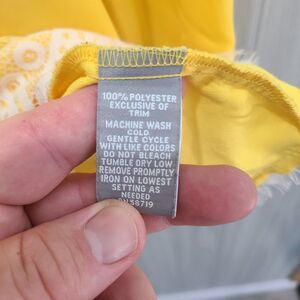 100% POLYESTER
EXCLUSIVE OF
TRIM
MACHINE WASH
COLD
GENTLE CYCLE
WITH LIKE COLORS
DO NOT BLEACH
TUMBLE DRY LOW
REMOVE PROMPTLY
IRON ON LOWEST
SETTING AS
NEEDED
58719